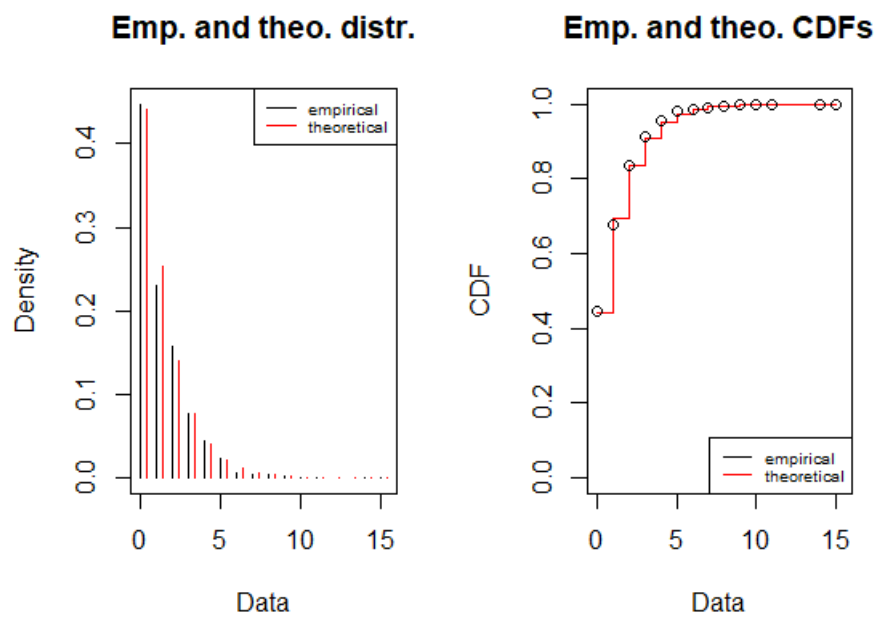 Emp. and theo. distr.
empirical
theoretical
Density
0.0 0.1 0.2 0.3 0.4
0 5 10 15
Data
Emp. and theo. CDFs
CDF
0.0 0.2 0.4 0.6 0.8 1.0
empirical
theoretical
0 5 10 15
Data